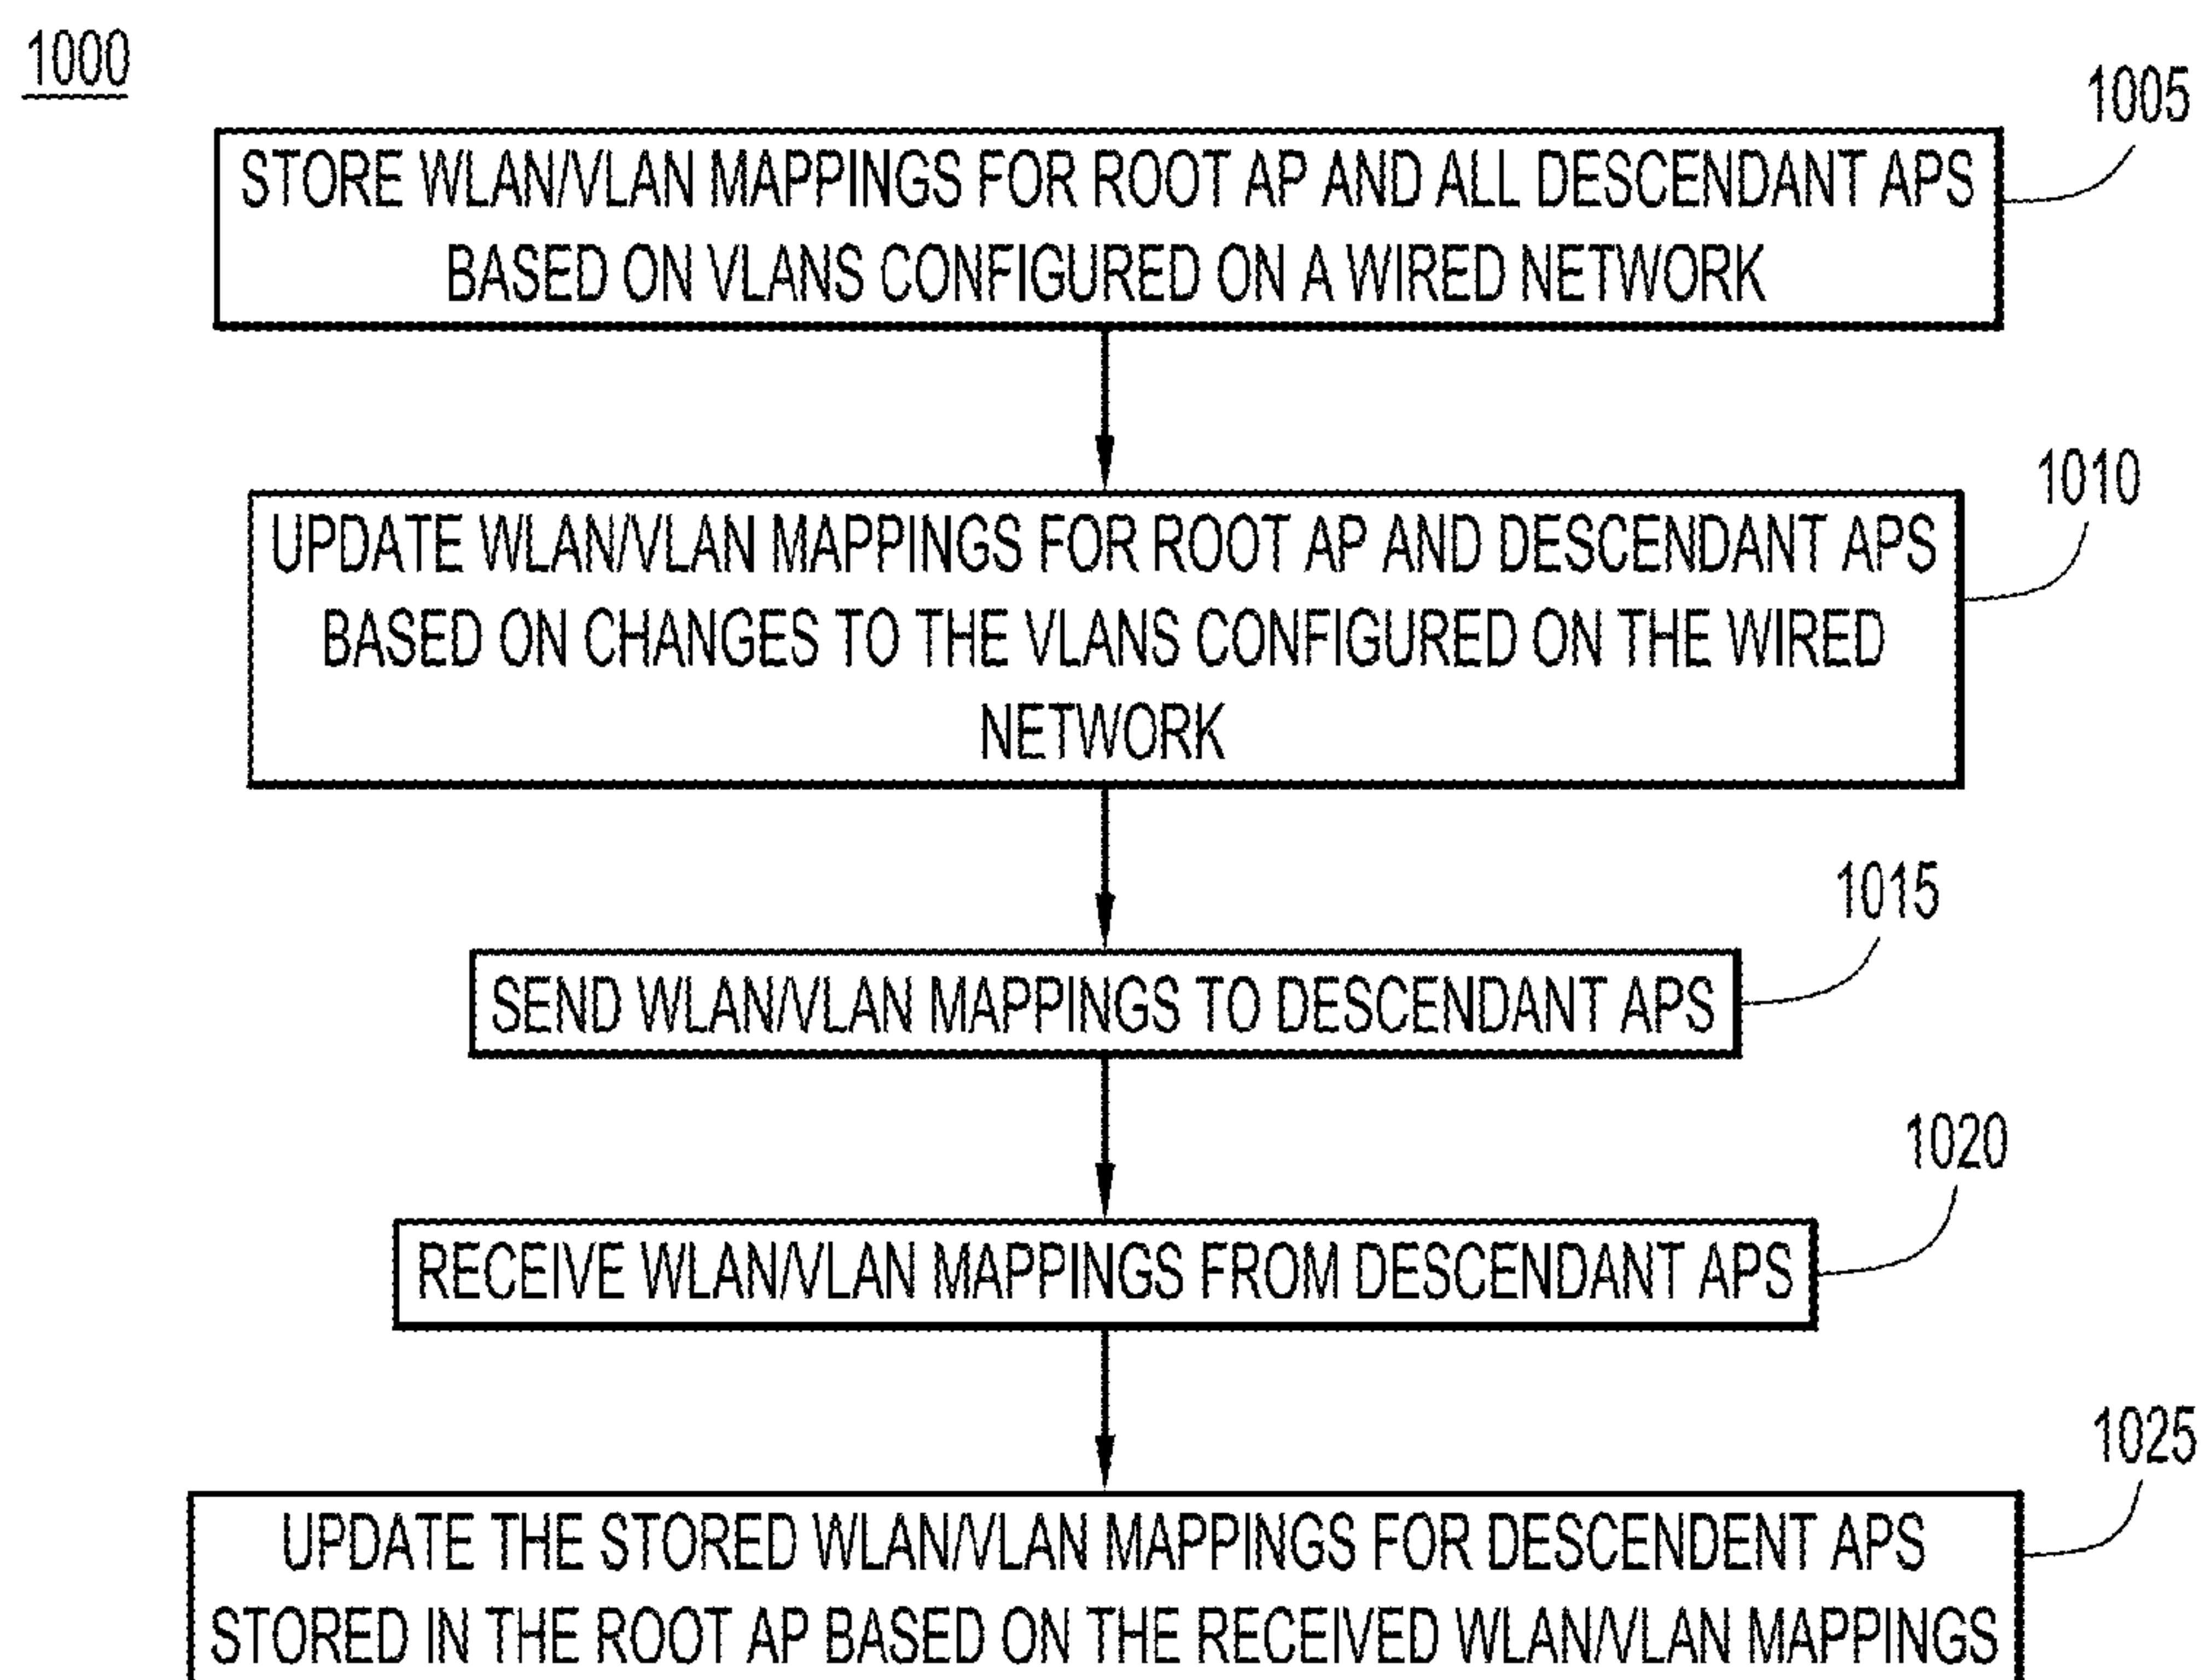 1000
1005
STORE WLAN/VLAN MAPPINGS FOR ROOT AP AND ALL DESCENDANT APS
BASED ON VLANS CONFIGURED ON A WIRED NETWORK
1010
UPDATE WLAN/VLAN MAPPINGS FOR ROOT AP AND DESCENDANT APS
BASED ON CHANGES TO THE VLANS CONFIGURED ON THE WIRED
NETWORK
1015
SEND WLAN/VLAN MAPPINGS TO DESCENDANT APS
1020
RECEIVE WLAN/VLAN MAPPINGS FROM DESCENDANT APS
1025
UPDATE THE STORED WLAN/VLAN MAPPINGS FOR DESCENDENT APS
STORED IN THE ROOT AP BASED ON THE RECEIVED WLAN/VLAN MAPPINGS